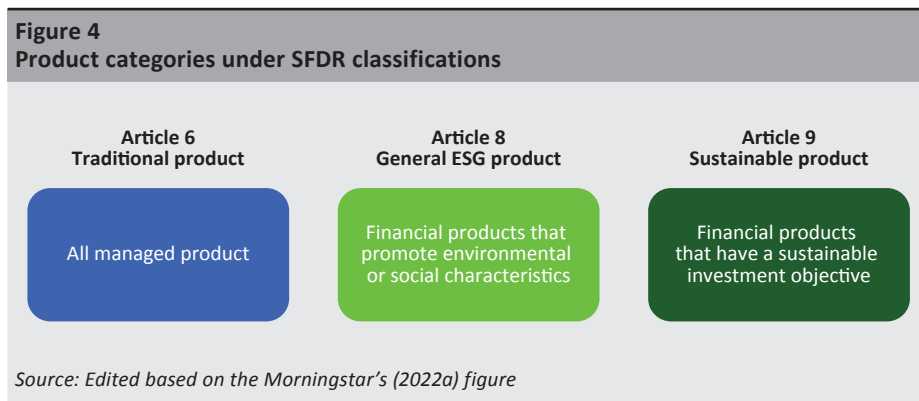 Figure 4
Product categories under SFDR classifications
Article 6
Traditional product
All managed product
Article 8
General ESG product
Financial products that
promote environmental
or social characteristics
Article 9
Sustainable product
Financial products
that have a sustainable
investment objective
Source: Edited based on the Morningstar’s (2022a) figure